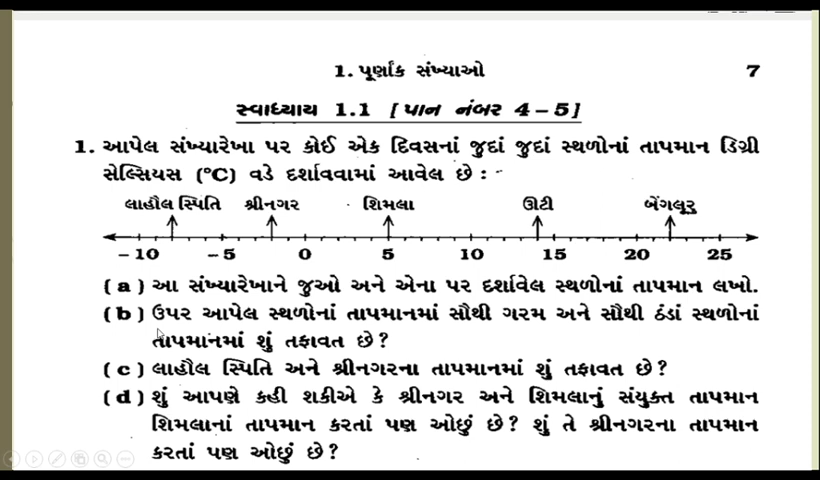 1. પૂર્ણાંક સંખ્યાઓ 7
સ્વાધ્યાય 1.1 [ પાન નંબર 4 – 5 ]
1. આપેલ સંખ્યારેખા પર કોઈ એક દિવસનાં જુદાં જુદાં સ્થળોનાં તાપમાન ડિગ્રી
સેલ્સિયસ (°C) વડે દર્શાવવામાં આવેલ છે :
લાહૌલ સ્પિતિ શ્રીનગર શિમલા ઊટી બેંગલૂરુ
– 10 – 5 0 5 10 15 20 25
( a ) આ સંખ્યારેખાને જુઓ અને એના પર દર્શાવેલ સ્થળોનાં તાપમાન લખો.
( b ) ઉપર આપેલ સ્થળોનાં તાપમાનમાં સૌથી ગરમ અને સૌથી ઠંડાં સ્થળોનાં
તાપમાનમાં શું તફાવત છે ?
( c ) લાહૌલ સ્પિતિ અને શ્રીનગરના તાપમાનમાં શું તફાવત છે ?
( d ) શું આપણે કહી શકીએ કે શ્રીનગર અને શિમલાનું સંયુક્ત તાપમાન
શિમલાનાં તાપમાન કરતાં પણ ઓછું છે ? શું તે શ્રીનગરના તાપમાન
કરતાં પણ ઓછું છે ?